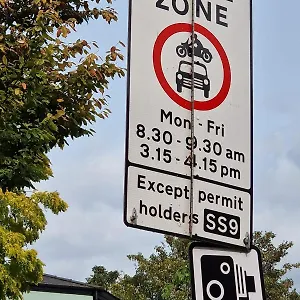 ZONE
Mon - Fri
8.30 - 9.30 am
3.15 - 4.15 pm
Except permit
holders SS9